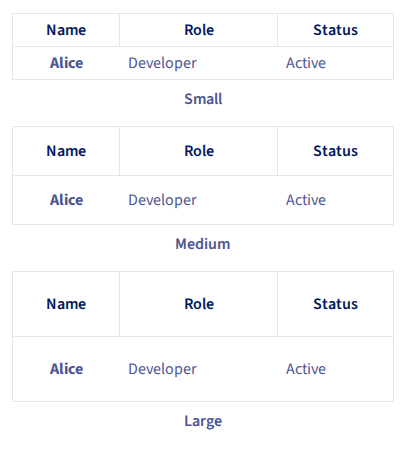 Name Role Status
Alice Developer Active
Small
Name Role Status
Alice Developer Active
Medium
Name Role Status
Alice Developer Active
Large